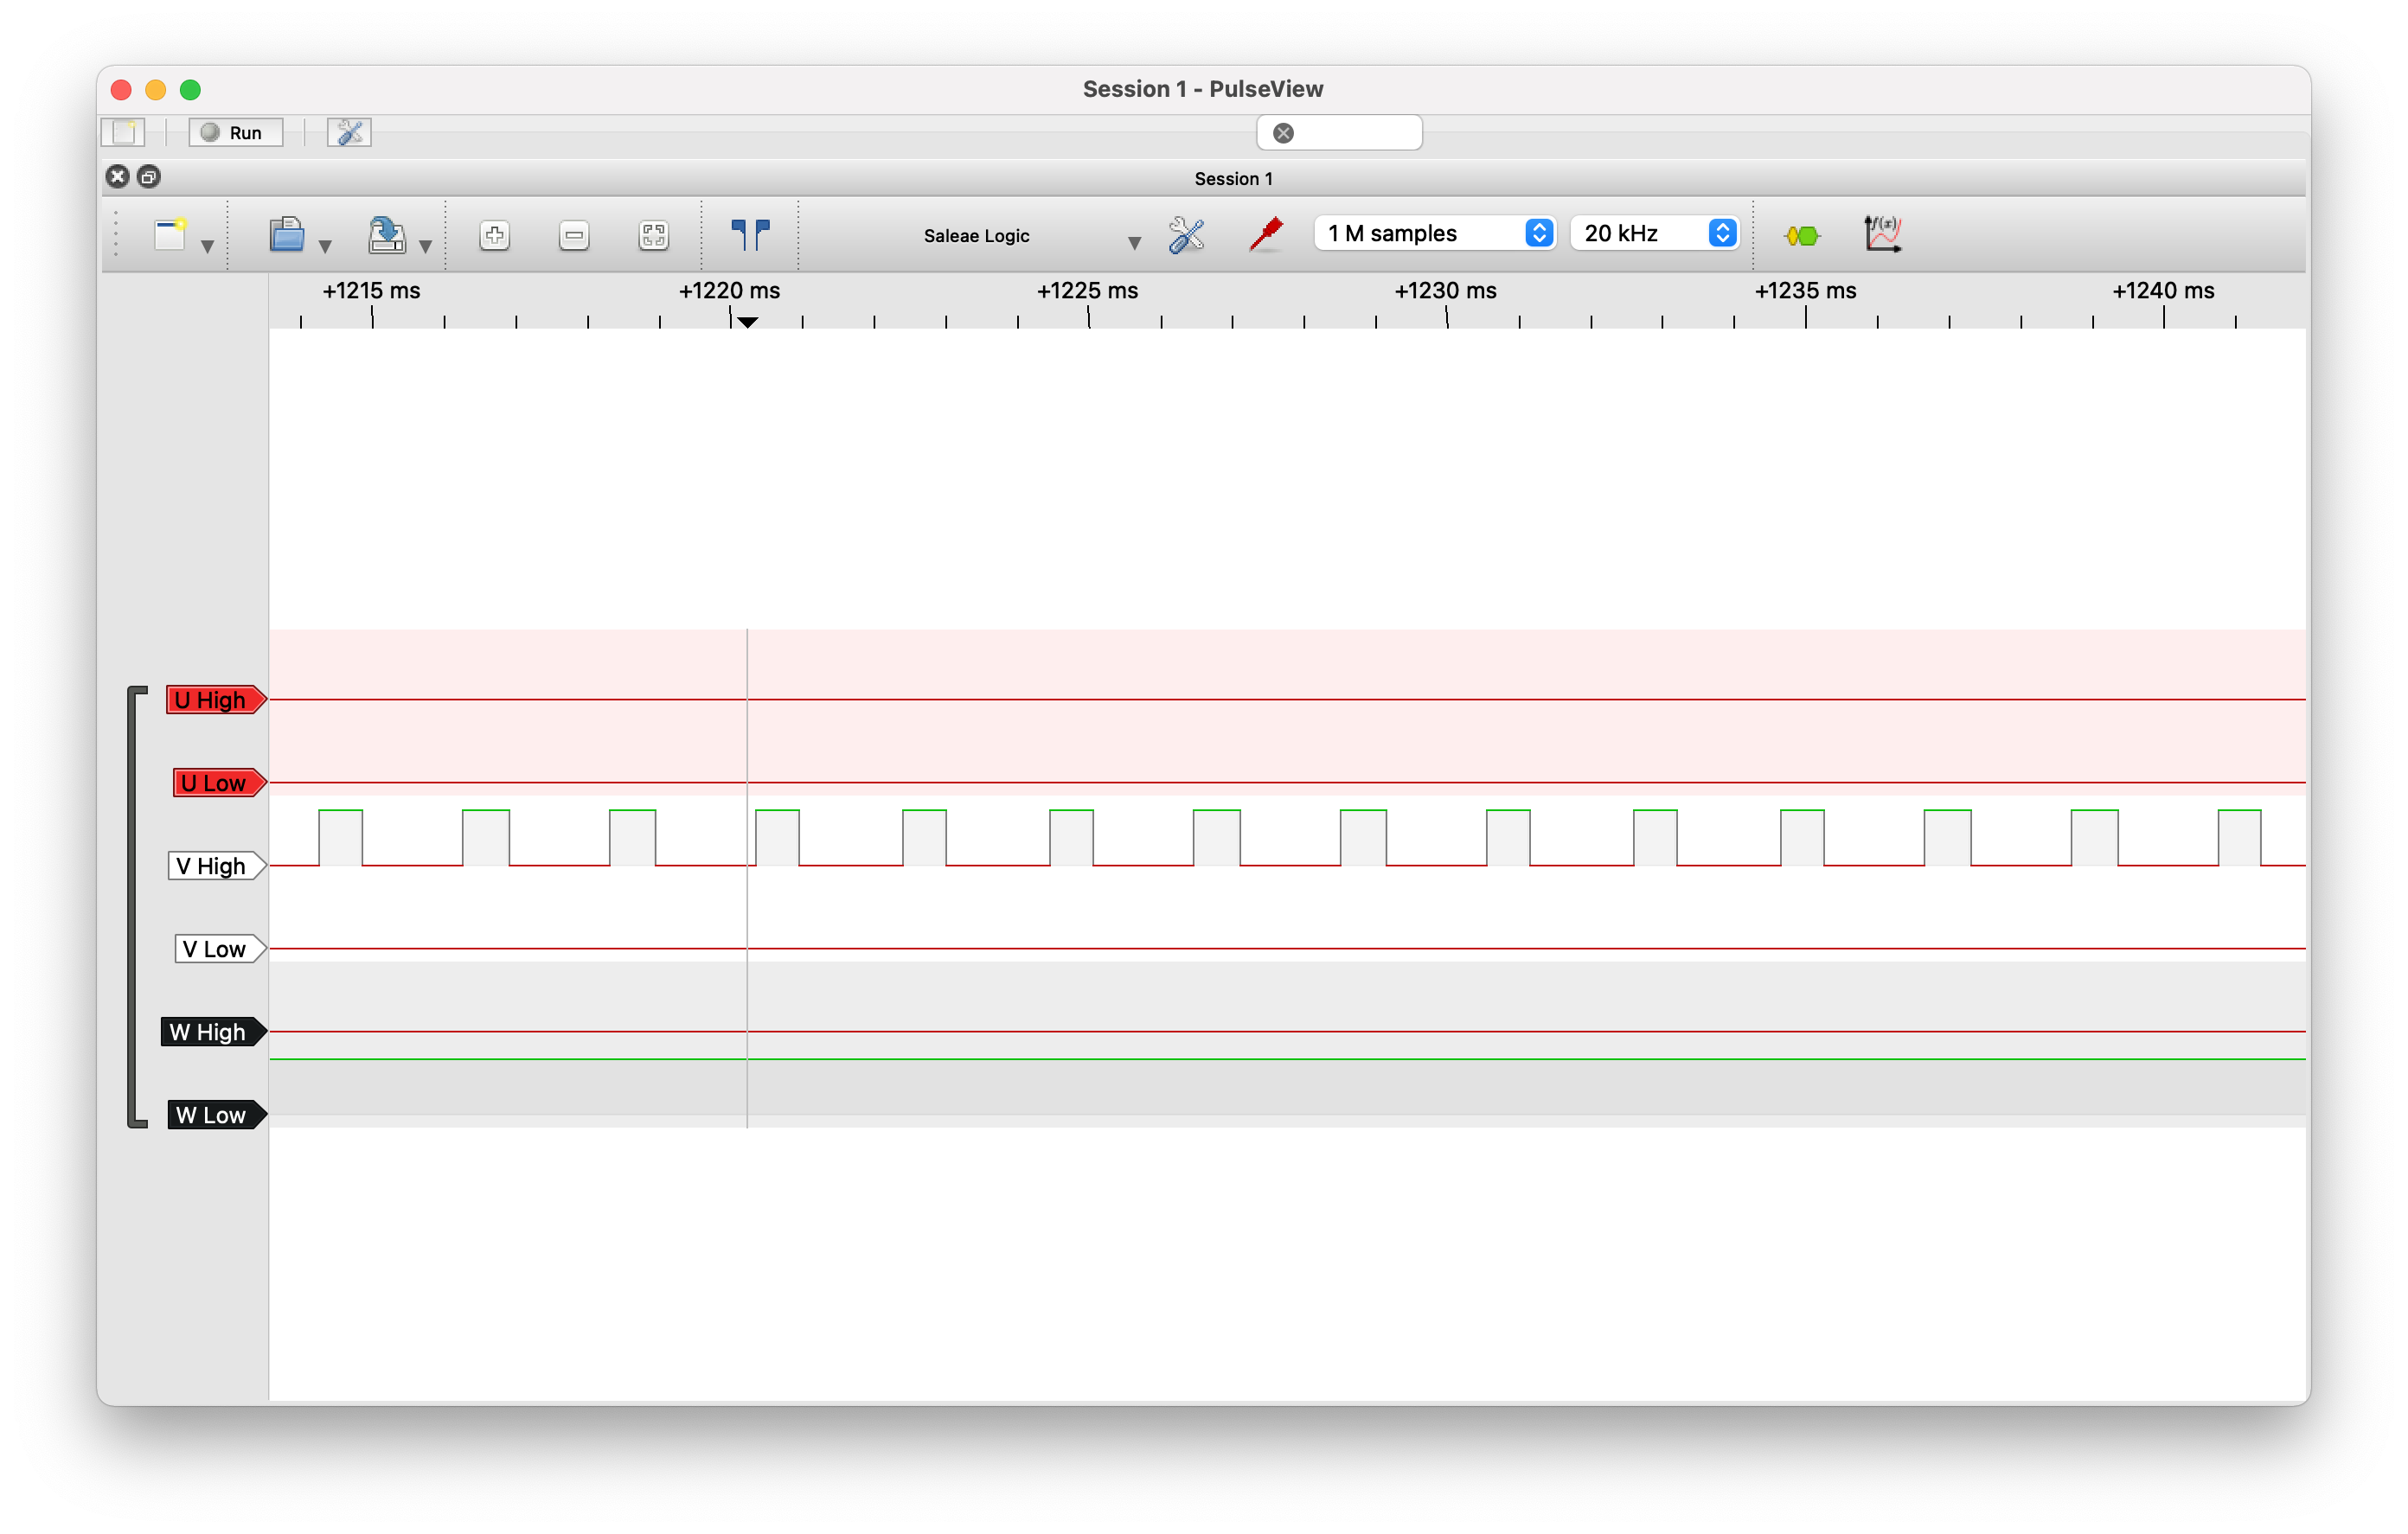 Session 1 - PulseView
Run
Session 1
Saleae Logic
1 M samples
20 kHz
f(x)
+1215 ms +1220 ms +1225 ms +1230 ms +1235 ms +1240 ms
U High
U Low
V High
V Low
W High
W Low